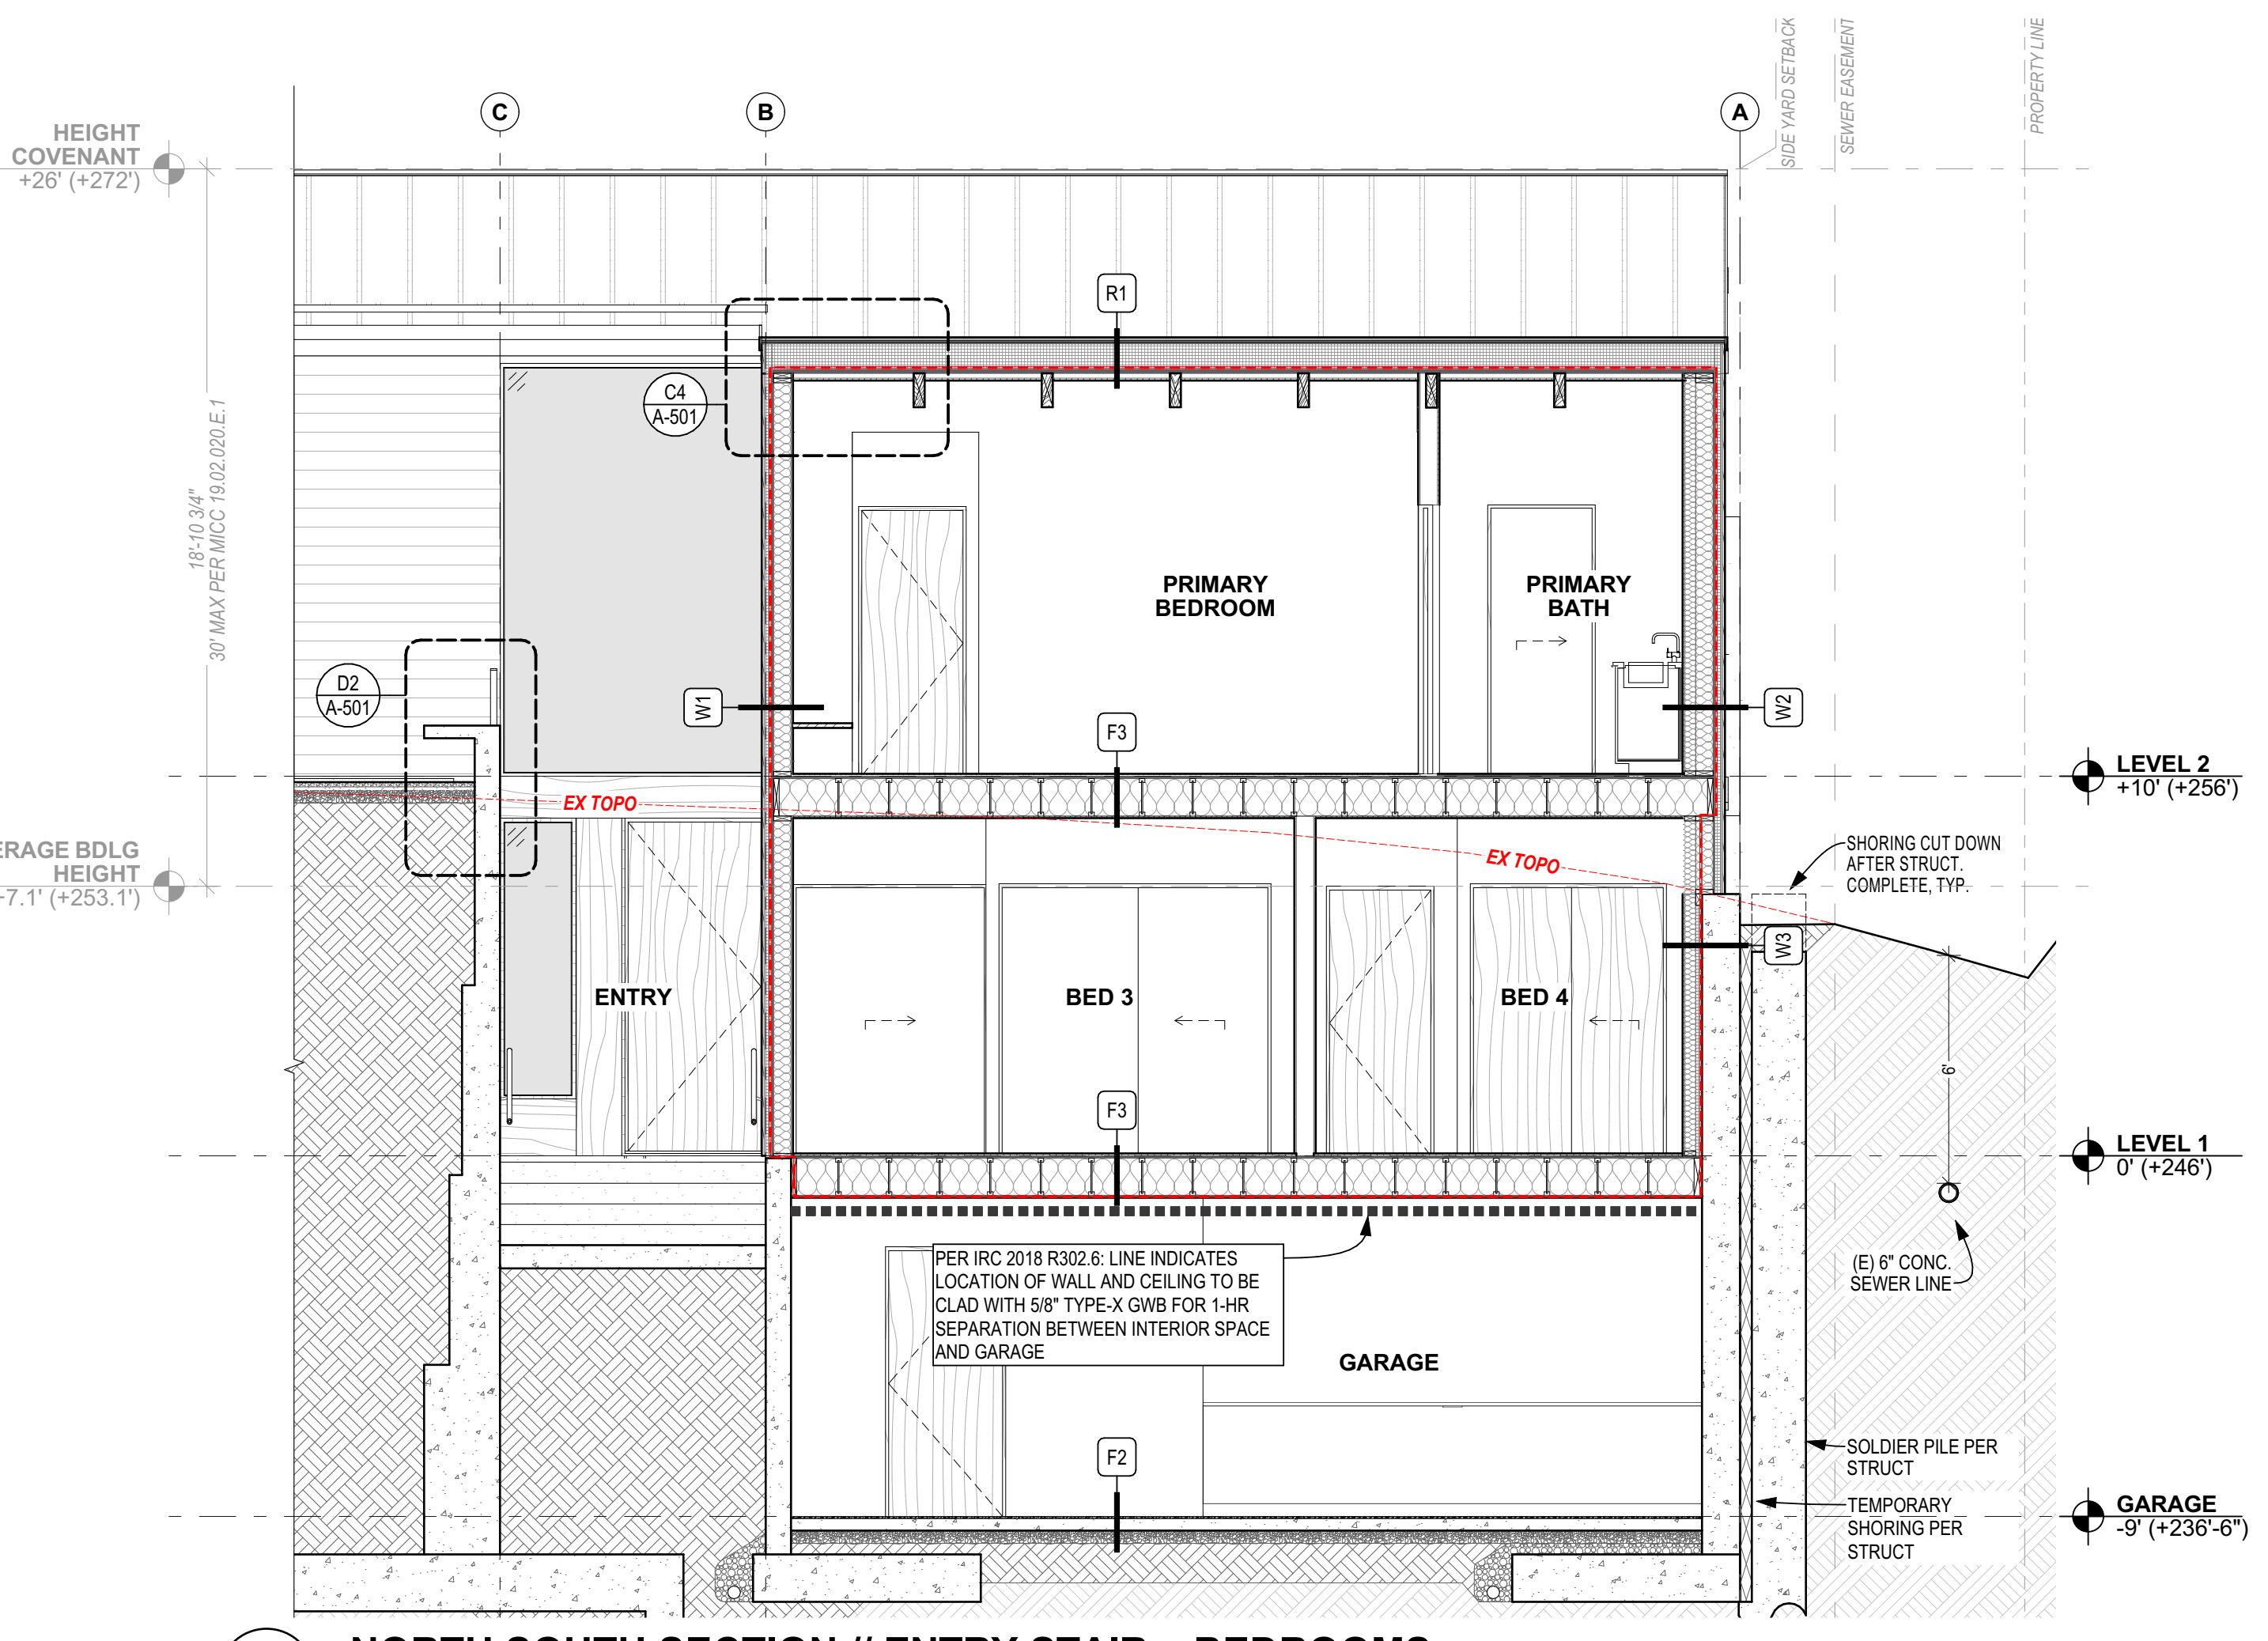 SIDE YARD SETBACK
SEWER EASEMENT
PROPERTY LINE
C
B
A
HEIGHT
COVENANT
+26' (+272')
R1
C4
A-501
18'-10 3/4"
30' MAX PER MICC 19.02.020.E.1
PRIMARY
BEDROOM
PRIMARY
BATH
D2
A-501
W1
F3
W2
LEVEL 2
+10' (+256')
EX TOPO
EX TOPO
ERAGE BDLG
HEIGHT
+7.1' (+253.1')
SHORING CUT DOWN
AFTER STRUCT.
COMPLETE, TYP.
W3
ENTRY
BED 3
BED 4
6'
F3
LEVEL 1
0' (+246')
PER IRC 2018 R302.6: LINE INDICATES
LOCATION OF WALL AND CEILING TO BE
CLAD WITH 5/8" TYPE-X GWB FOR 1-HR
SEPARATION BETWEEN INTERIOR SPACE
AND GARAGE
(E) 6" CONC.
SEWER LINE
GARAGE
F2
SOLDIER PILE PER
STRUCT
TEMPORARY
SHORING PER
STRUCT
GARAGE
-9' (+236'-6")
NORTH-SOUTH SECTION // ENTRY STAIR - BEDROOMS